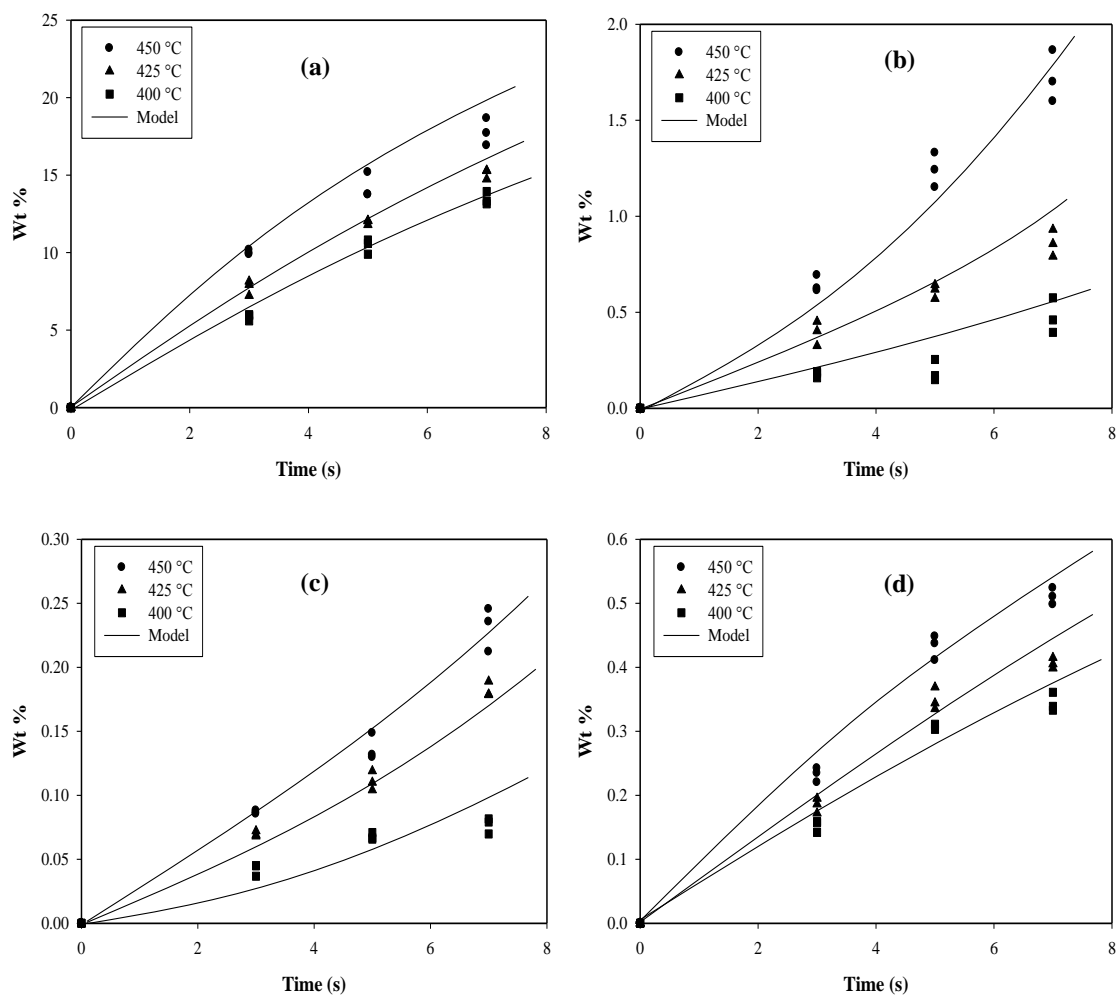 (a)
450 °C
425 °C
400 °C
Model
25
20
15
10
5
0
Wt %
0 2 4 6 8
Time (s)
(b)
450 °C
425 °C
400 °C
Model
2.0
1.5
1.0
0.5
0.0
Wt %
0 2 4 6 8
Time (s)
(c)
450 °C
425 °C
400 °C
Model
0.30
0.25
0.20
0.15
0.10
0.05
0.00
Wt %
0 2 4 6 8
Time (s)
(d)
450 °C
425 °C
400 °C
Model
0.6
0.5
0.4
0.3
0.2
0.1
0.0
Wt %
0 2 4 6 8
Time (s)